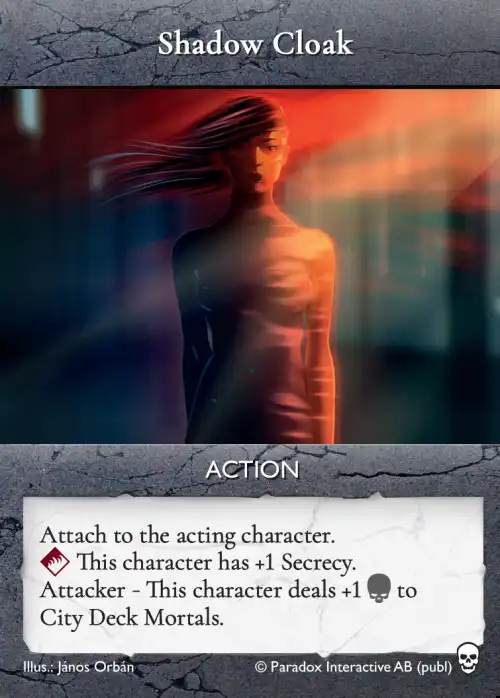 Shadow Cloak
ACTION
Attach to the acting character.
This character has +1 Secrecy.
Attacker - This character deals +1 to
City Deck Mortals.
Illus.: János Orbán © Paradox Interactive AB (publ)